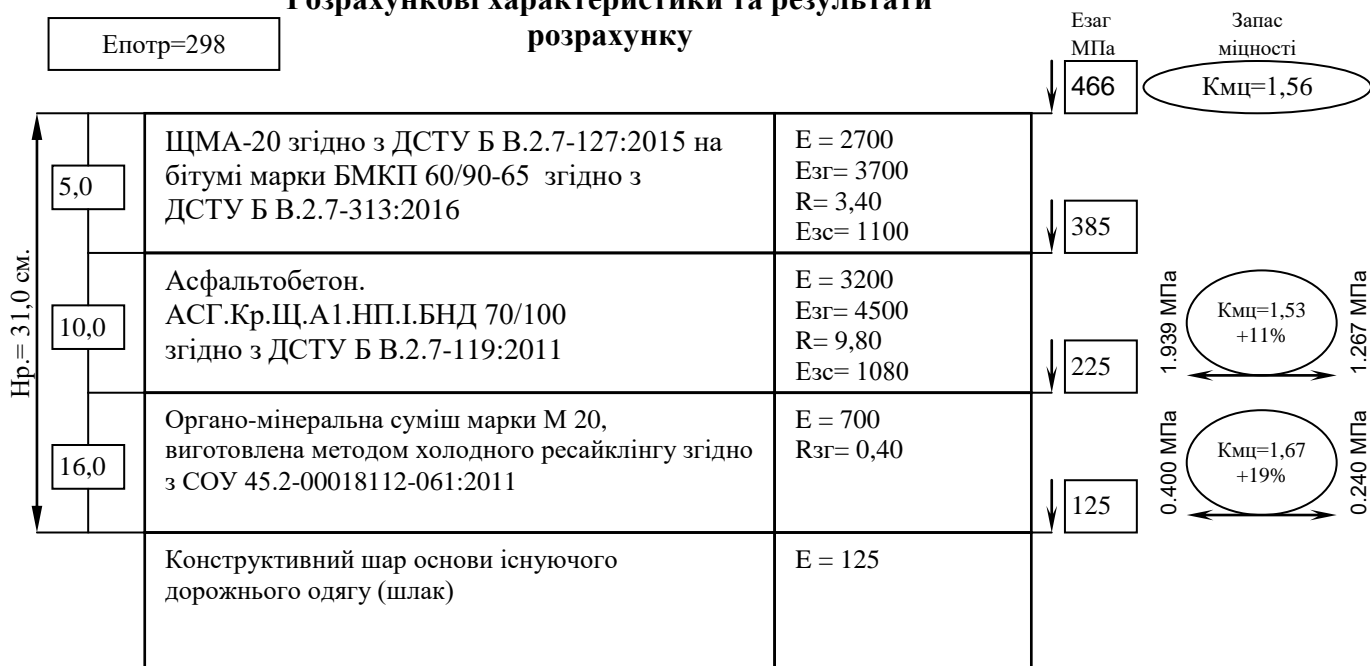 Розрахункові характеристики та результати
розрахунку
Епотр=298
Езаг
МПа
Запас
міцності
466
Кмц=1,56
Нр.= 31,0 см.
5,0
ЩМА-20 згідно з ДСТУ Б В.2.7-127:2015 на
бітумі марки БМКП 60/90-65 згідно з
ДСТУ Б В.2.7-313:2016
Е = 2700
Езг= 3700
R= 3,40
Езс= 1100
385
10,0
Асфальтобетон.
АСГ.Кр.Щ.А1.НП.І.БНД 70/100
згідно з ДСТУ Б В.2.7-119:2011
Е = 3200
Езг= 4500
R= 9,80
Езс= 1080
225
1.939 МПа
Кмц=1,53
+11%
1.267 МПа
16,0
Органо-мінеральна суміш марки М 20,
виготовлена методом холодного ресайклінгу згідно
з СОУ 45.2-00018112-061:2011
Е = 700
Rзг= 0,40
125
0.400 МПа
Кмц=1,67
+19%
0.240 МПа
Конструктивний шар основи існуючого
дорожнього одягу (шлак)
Е = 125